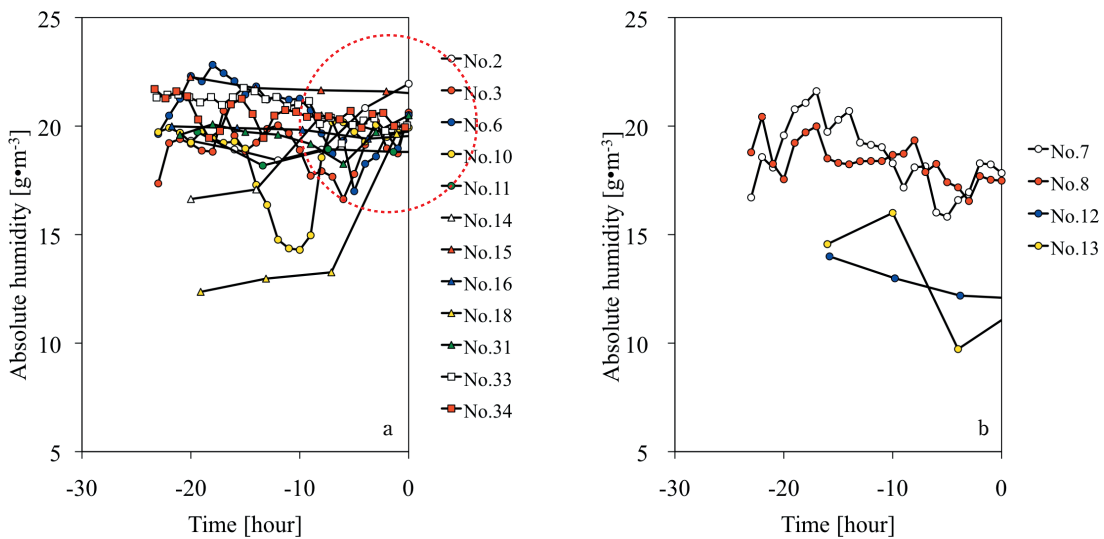 Absolute humidity [g•m⁻³]
25
20
15
10
5
-30
-20
-10
0
Time [hour]
a
No.2
No.3
No.6
No.10
No.11
No.14
No.15
No.16
No.18
No.31
No.33
No.34
Absolute humidity [g•m⁻³]
25
20
15
10
5
-30
-20
-10
0
Time [hour]
b
No.7
No.8
No.12
No.13